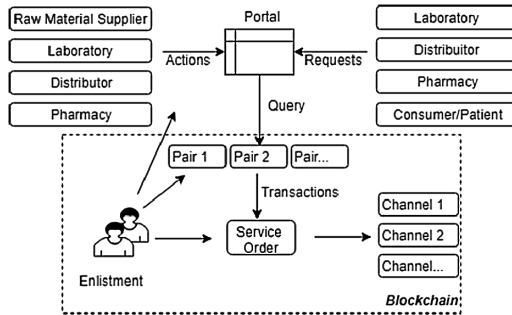 Raw Material Supplier
Laboratory
Distributor
Pharmacy
Actions
Portal
Requests
Laboratory
Distribuitor
Pharmacy
Consumer/Patient
Query
Pair 1
Pair 2
Pair...
Transactions
Enlistment
Service
Order
Channel 1
Channel 2
Channel...
Blockchain